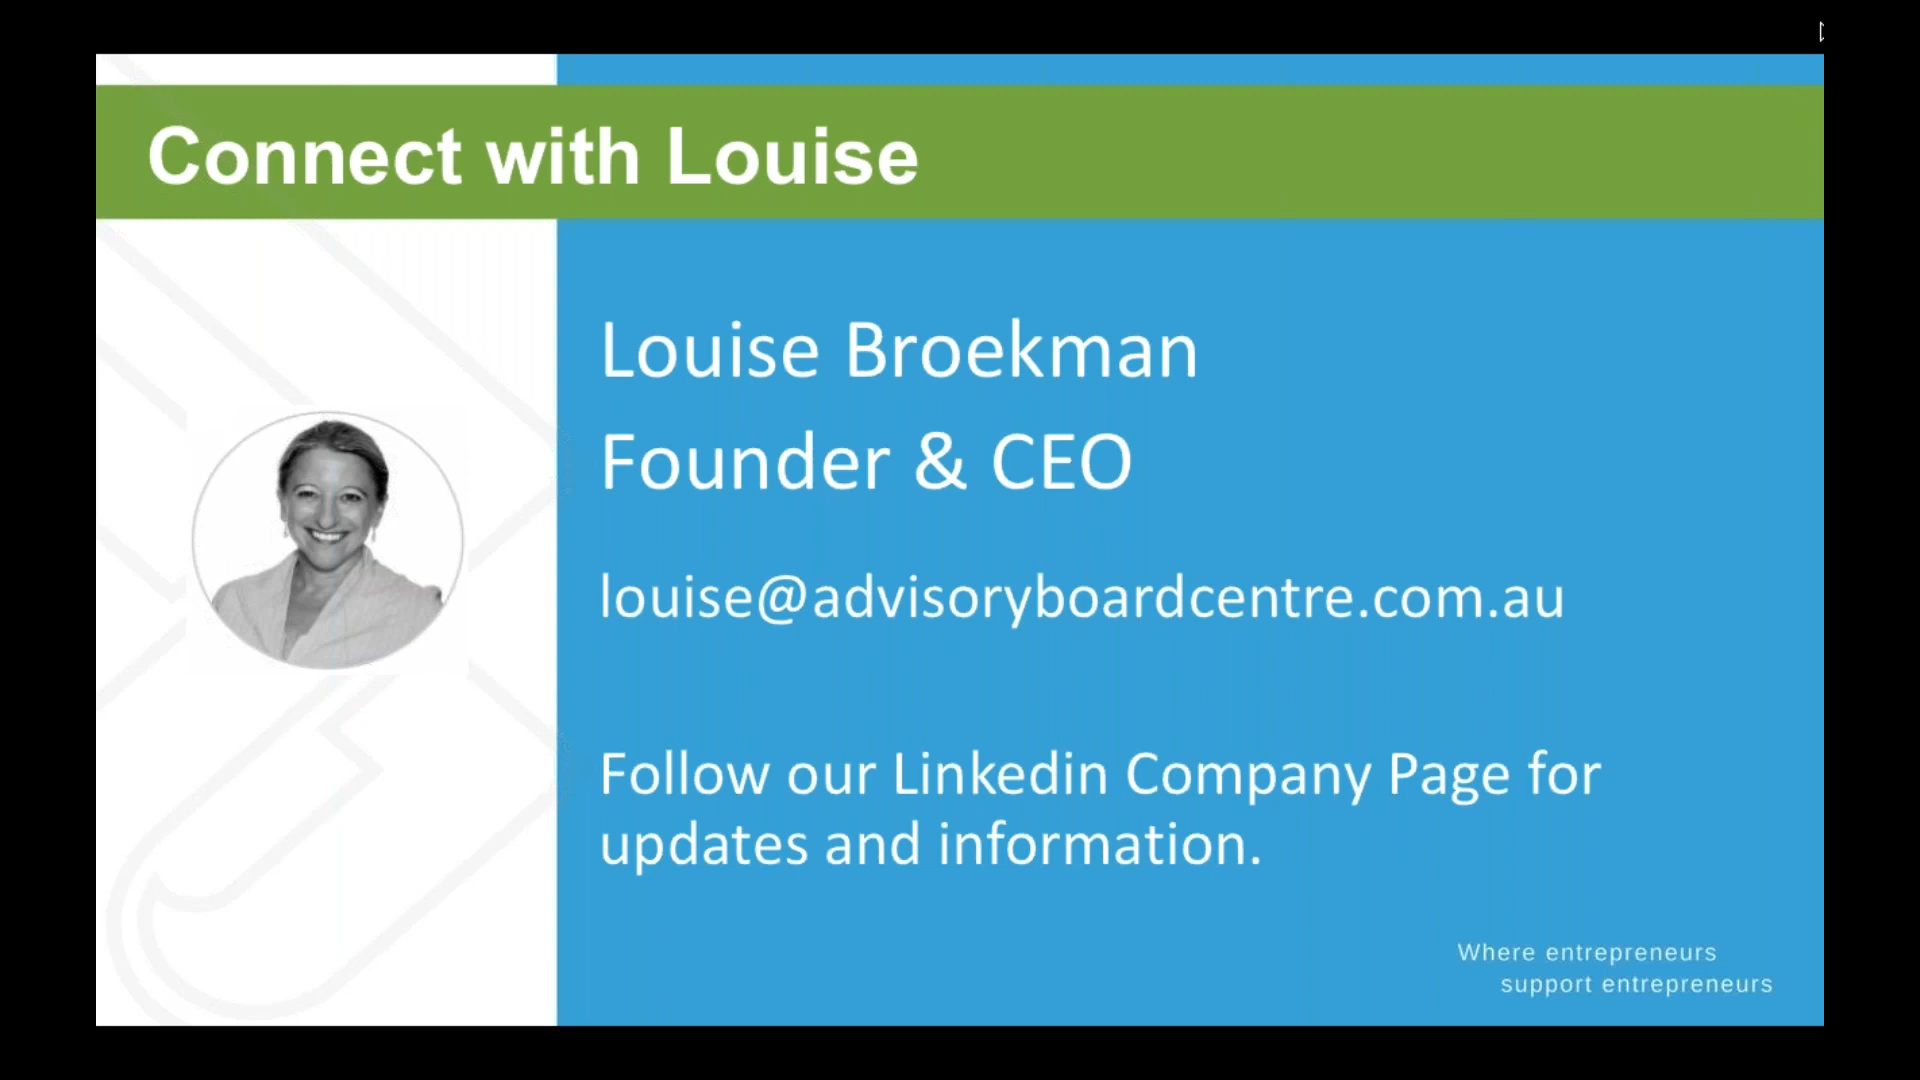 Connect with Louise
Louise Broekman
Founder & CEO
louise@advisoryboardcentre.com.au
Follow our Linkedin Company Page for
updates and information.
Where entrepreneurs
support entrepreneurs